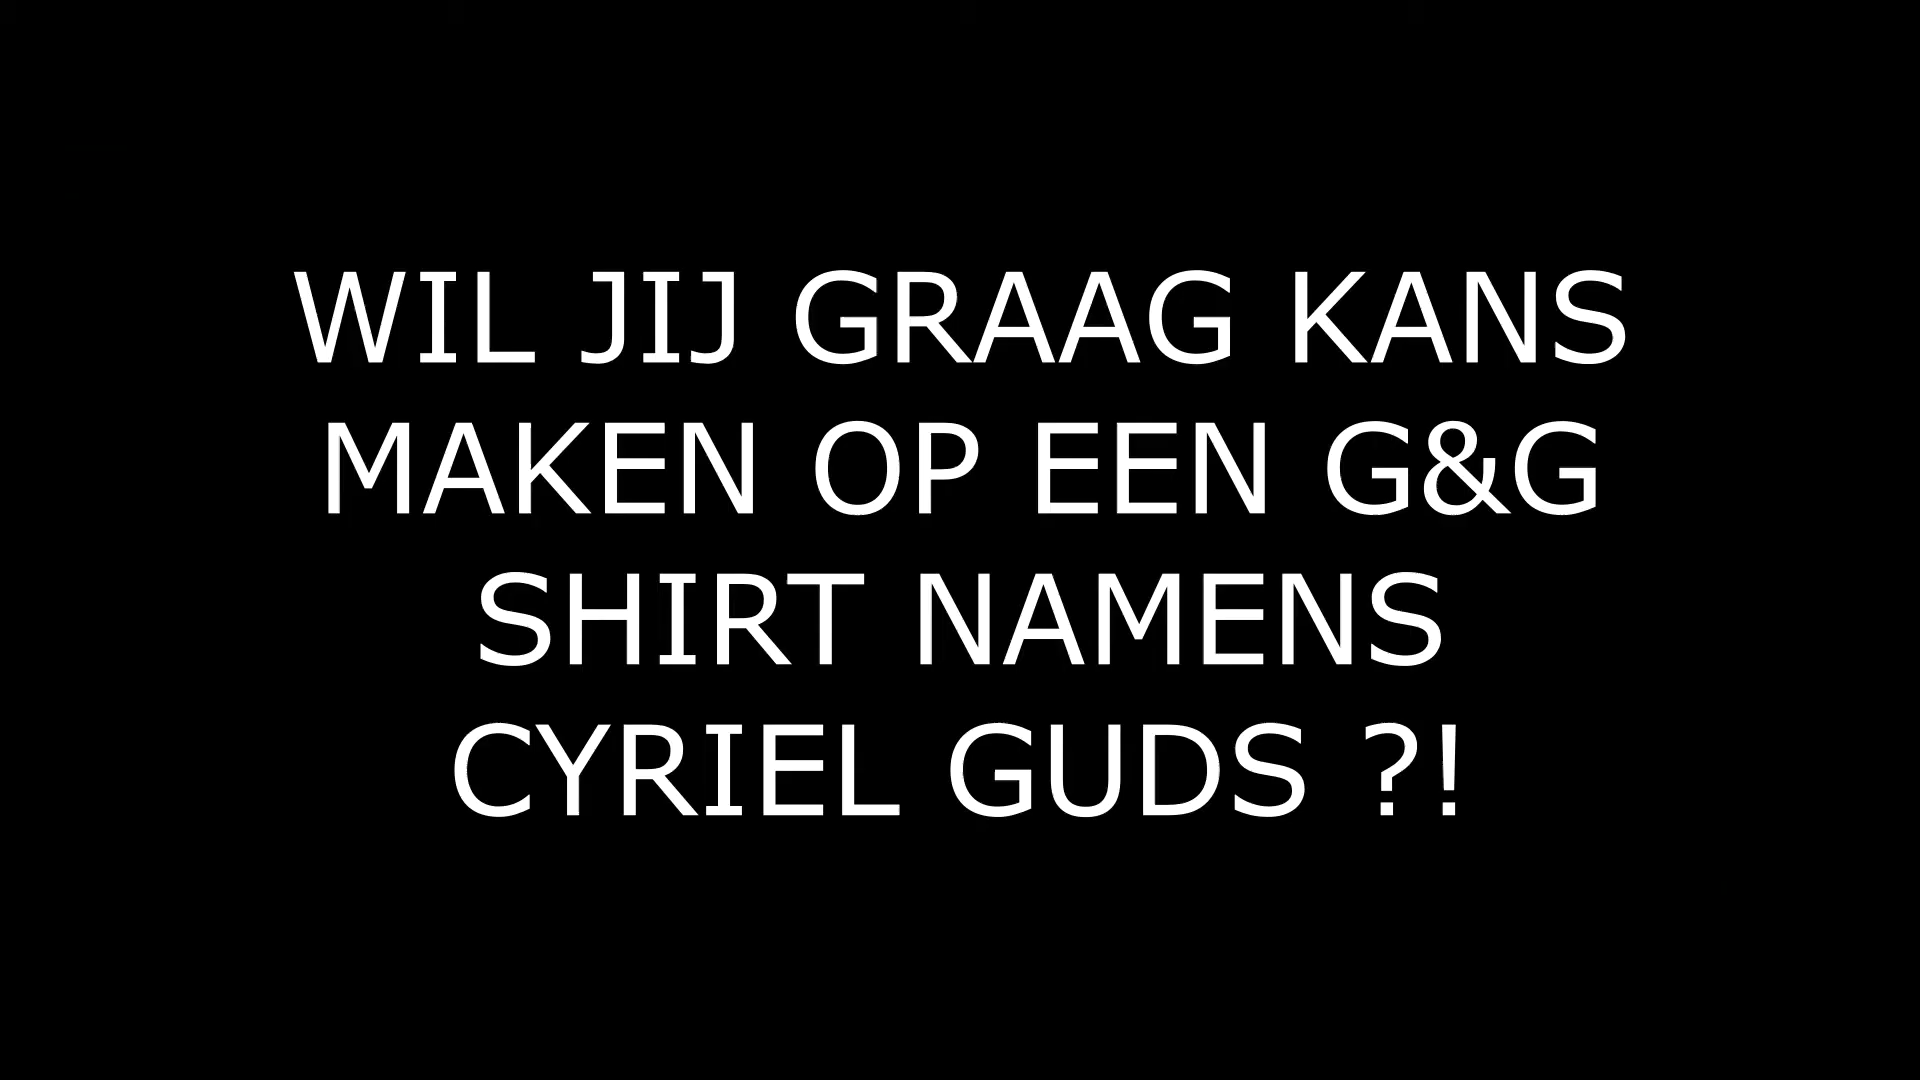 WIL JIJ GRAAG KANS
MAKEN OP EEN G&G
SHIRT NAMENS
CYRIEL GUDS ?!